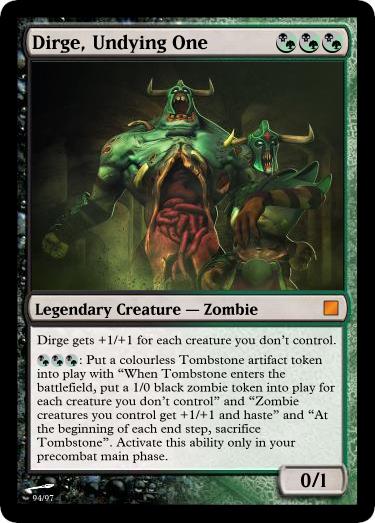 Dirge, Undying One
Legendary Creature — Zombie
Dirge gets +1/+1 for each creature you don't control.
: Put a colourless Tombstone artifact token
into play with “When Tombstone enters the
battlefield, put a 1/0 black zombie token into play
for each creature you don't control” and “Zombie
creatures you control get +1/+1 and haste” and “At
the beginning of each end step, sacrifice
Tombstone”. Activate this ability only in your
precombat main phase.
0/1
94/97